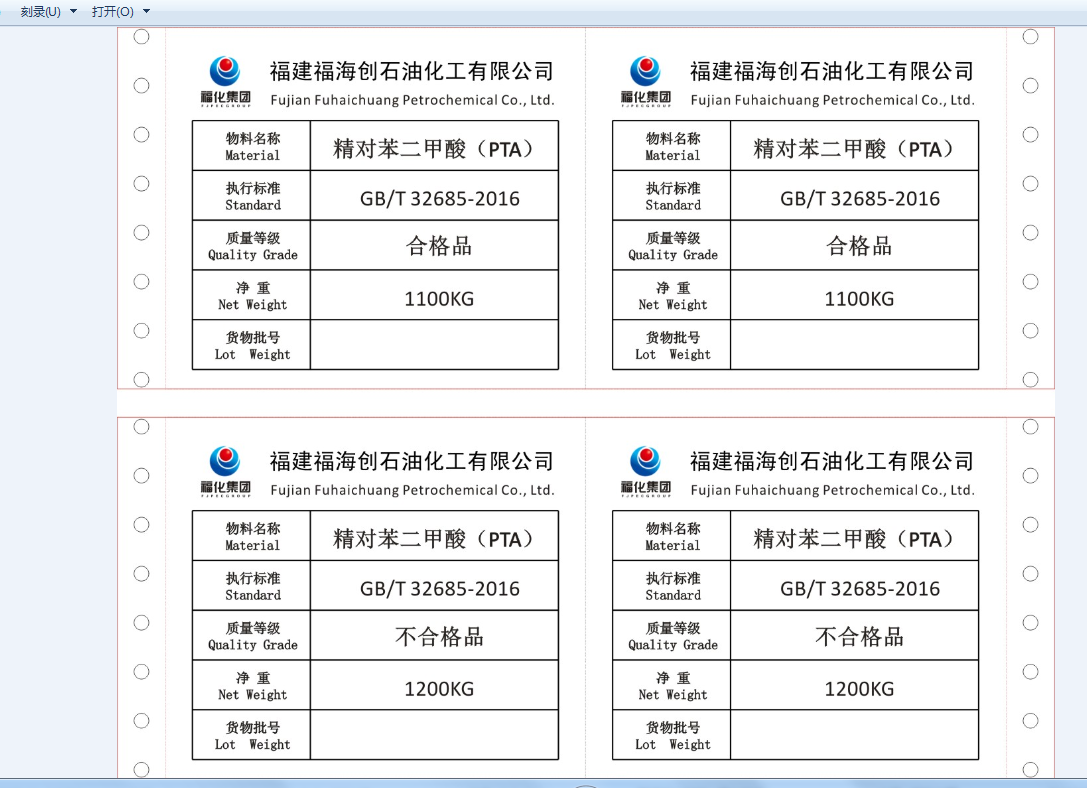 刻录(U) 打开(O)
福化集团
FJPECGROUP
福建福海创石油化工有限公司
Fujian Fuhaichuang Petrochemical Co., Ltd.
物料名称
Material
精对苯二甲酸（PTA）
执行标准
Standard
GB/T 32685-2016
质量等级
Quality Grade
合格品
净 重
Net Weight
1100KG
货物批号
Lot Weight
福化集团
FJPECGROUP
福建福海创石油化工有限公司
Fujian Fuhaichuang Petrochemical Co., Ltd.
物料名称
Material
精对苯二甲酸（PTA）
执行标准
Standard
GB/T 32685-2016
质量等级
Quality Grade
合格品
净 重
Net Weight
1100KG
货物批号
Lot Weight
福化集团
FJPECGROUP
福建福海创石油化工有限公司
Fujian Fuhaichuang Petrochemical Co., Ltd.
物料名称
Material
精对苯二甲酸（PTA）
执行标准
Standard
GB/T 32685-2016
质量等级
Quality Grade
不合格品
净 重
Net Weight
1200KG
货物批号
Lot Weight
福化集团
FJPECGROUP
福建福海创石油化工有限公司
Fujian Fuhaichuang Petrochemical Co., Ltd.
物料名称
Material
精对苯二甲酸（PTA）
执行标准
Standard
GB/T 32685-2016
质量等级
Quality Grade
不合格品
净 重
Net Weight
1200KG
货物批号
Lot Weight